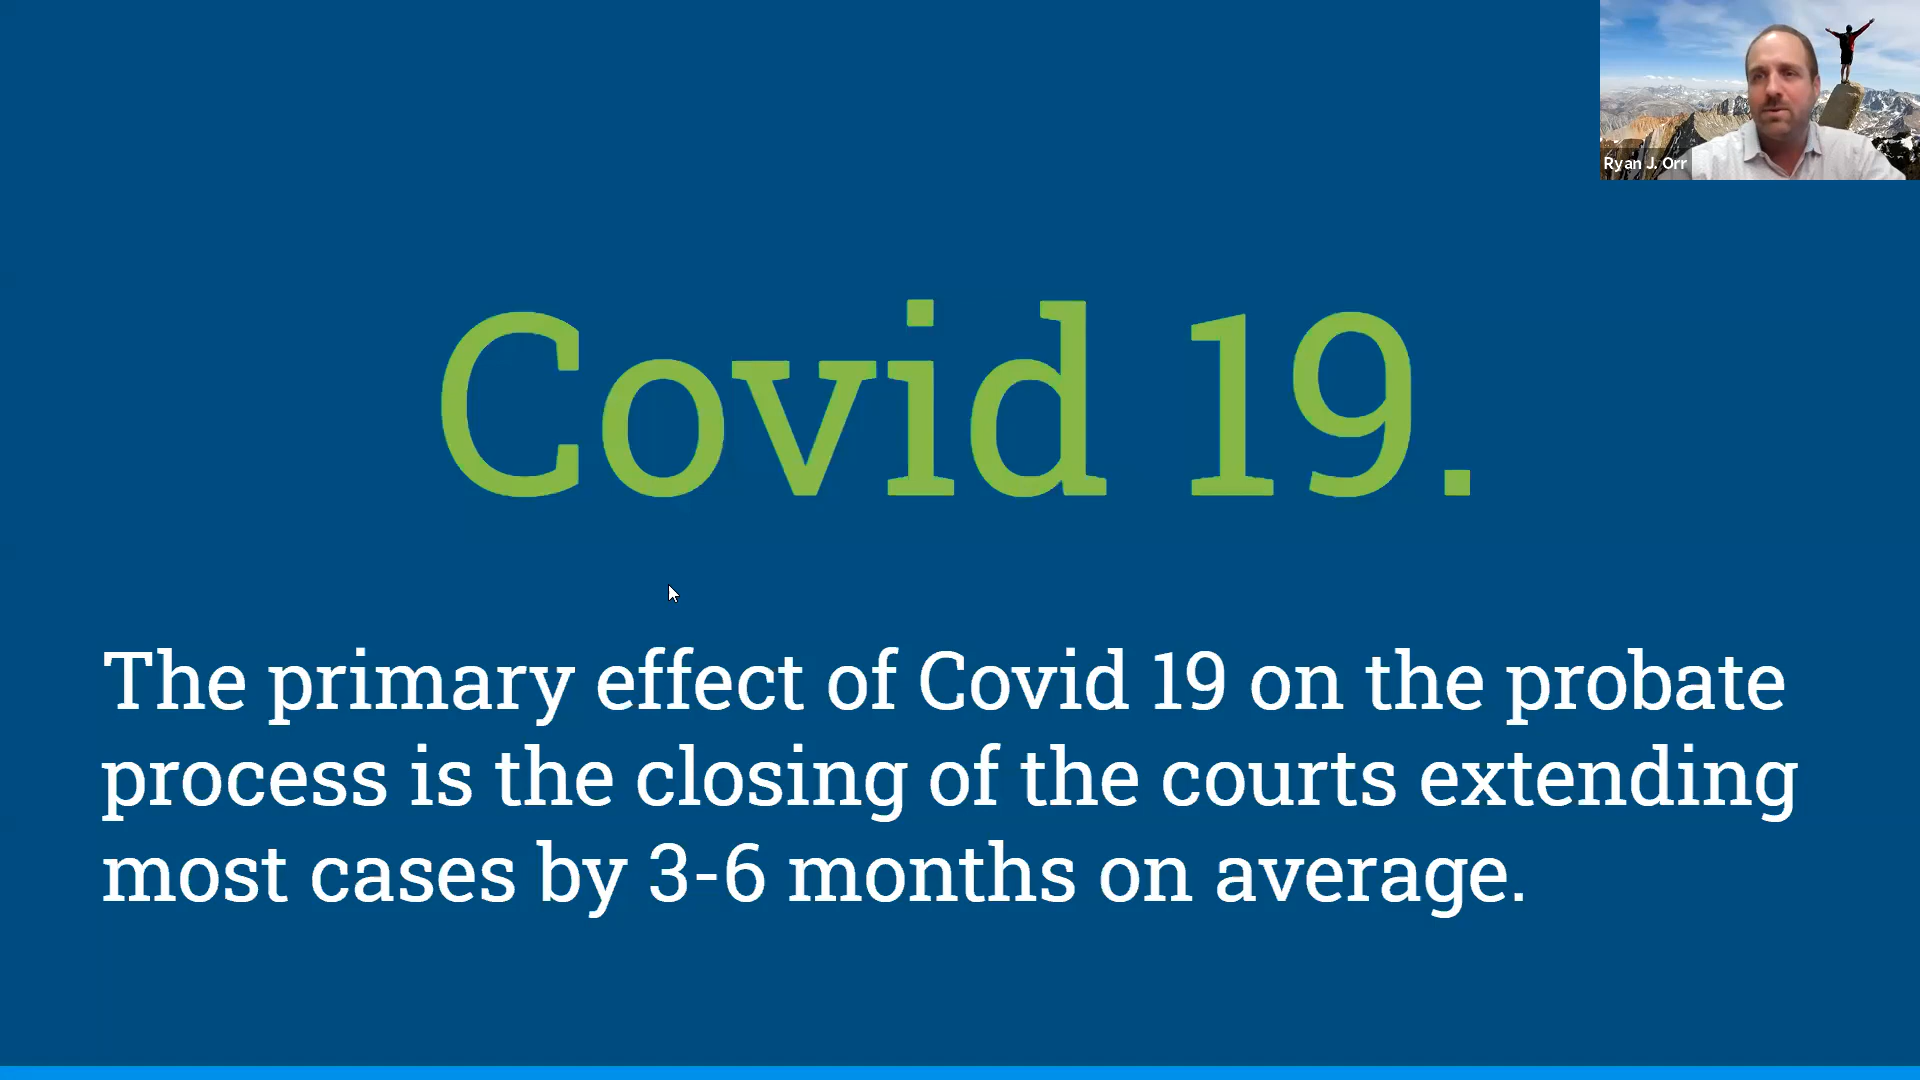 Ryan J. Orr
Covid 19.
The primary effect of Covid 19 on the probate
process is the closing of the courts extending
most cases by 3-6 months on average.